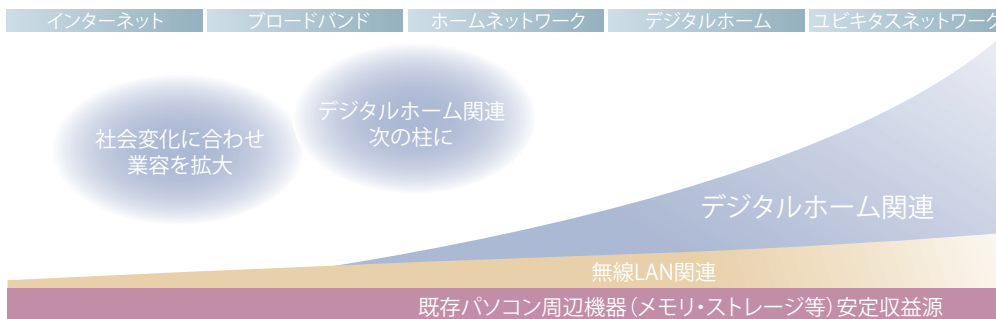 インターネット
ブロードバンド
ホームネットワーク
デジタルホーム
ユビキタスネットワーク
社会変化に合わせ
業容を拡大
デジタルホーム関連
次の柱に
デジタルホーム関連
無線LAN関連
既存パソコン周辺機器(メモリ・ストレージ等)安定収益源